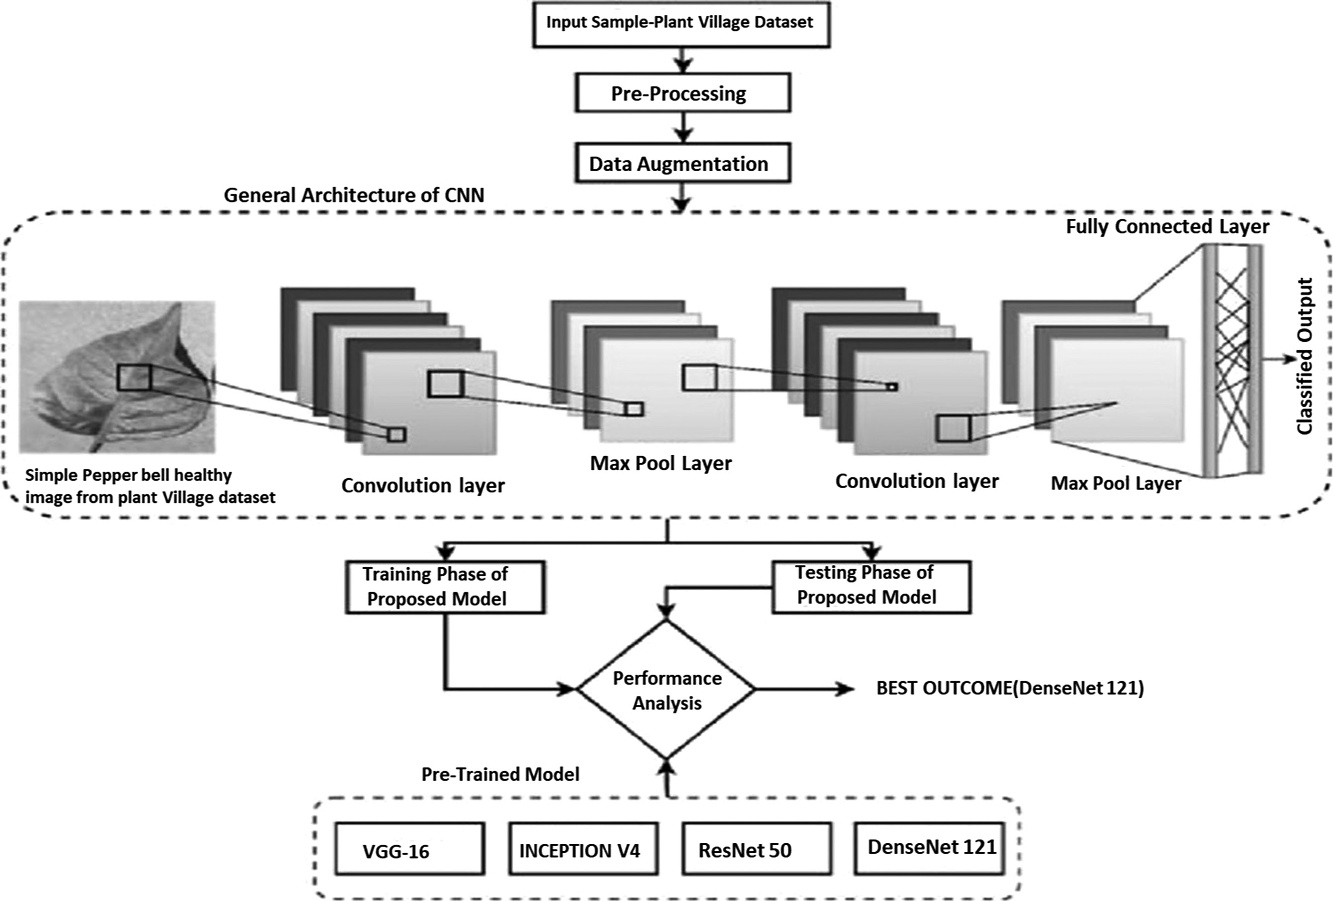 Input Sample-Plant Village Dataset
Pre-Processing
Data Augmentation
General Architecture of CNN
Fully Connected Layer
Classified Output
Simple Pepper bell healthy
image from plant Village dataset
Convolution layer
Max Pool Layer
Convolution layer
Max Pool Layer
Training Phase of
Proposed Model
Testing Phase of
Proposed Model
Performance
Analysis
BEST OUTCOME(DenseNet 121)
Pre-Trained Model
VGG-16
INCEPTION V4
ResNet 50
DenseNet 121